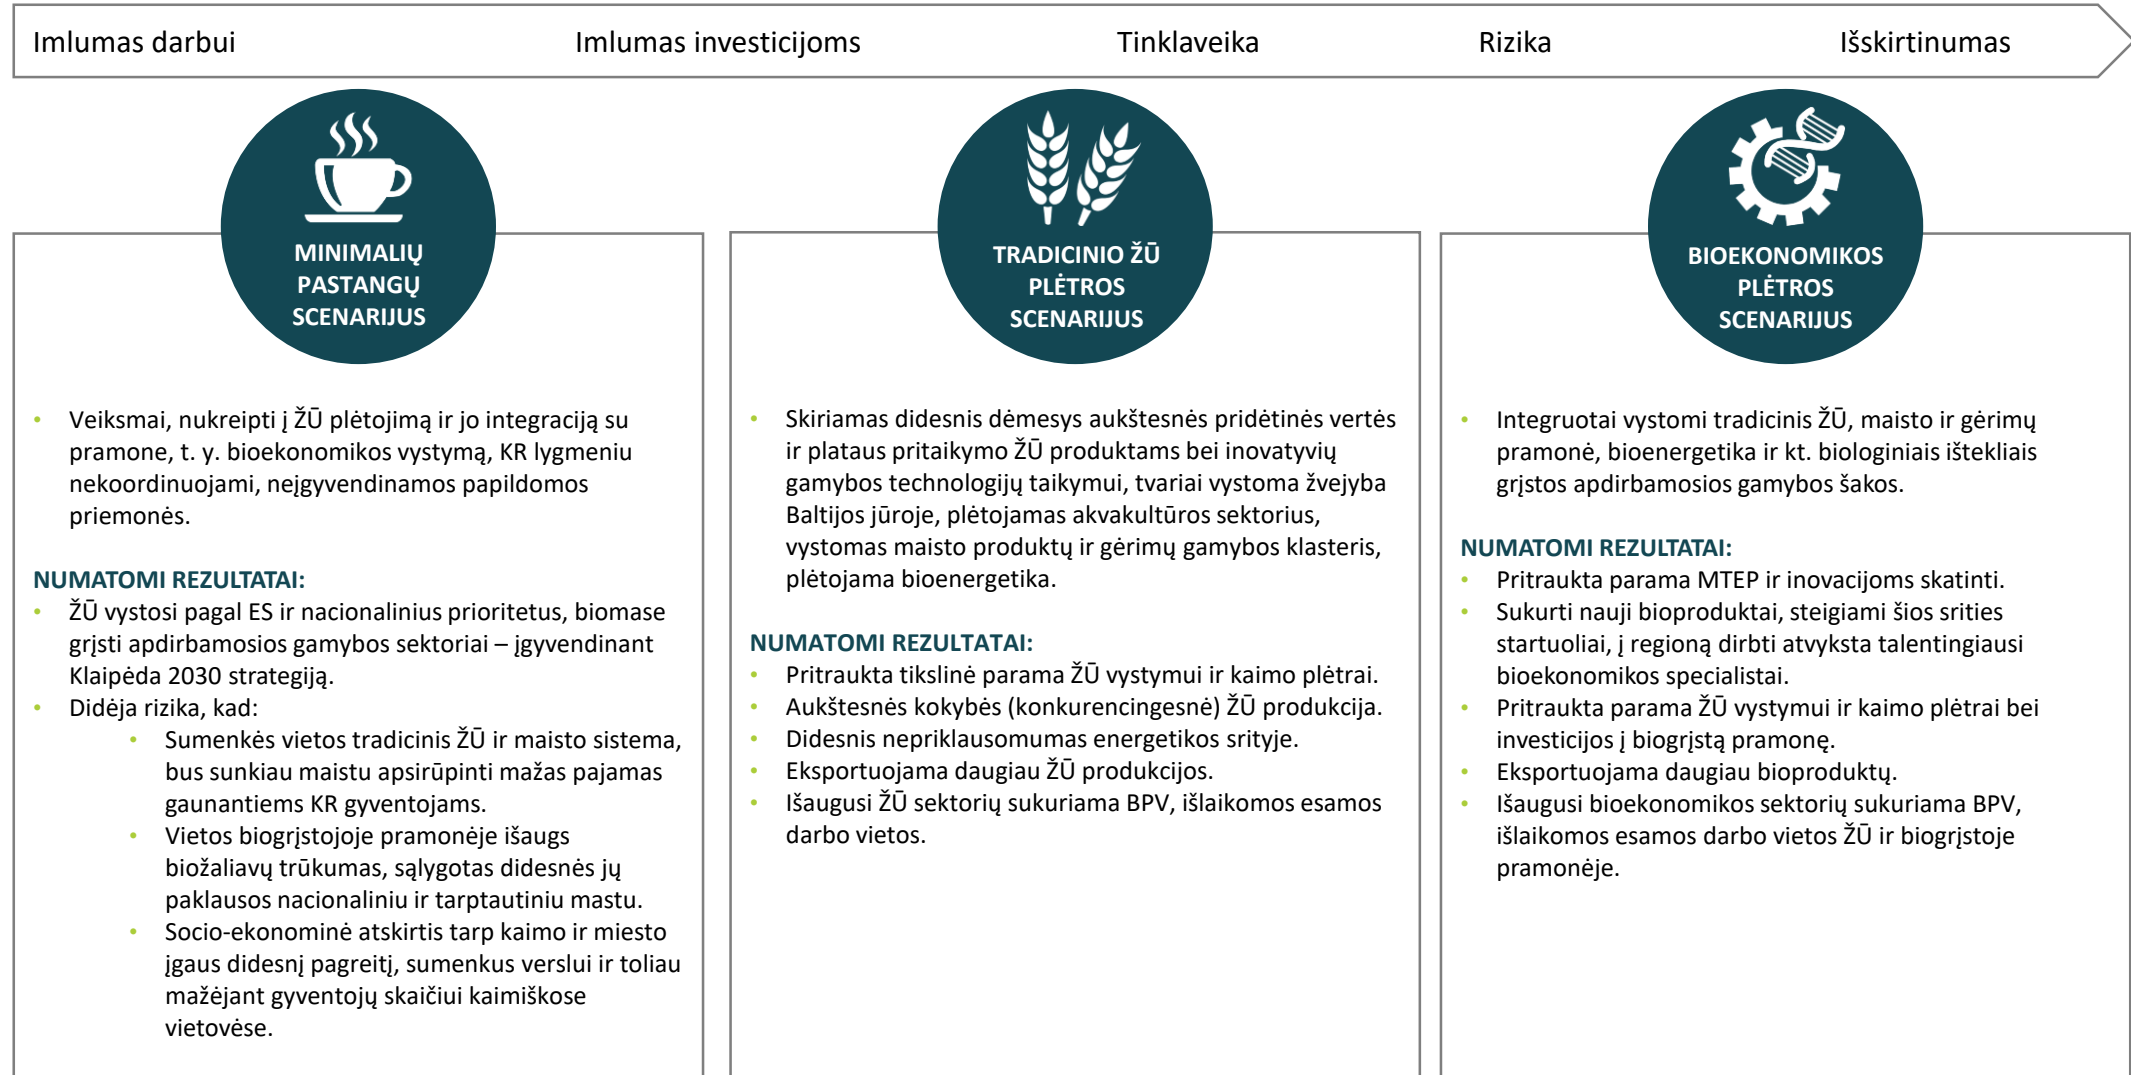 Imlumas darbui
Imlumas investicijoms
Tinklaveika
Rizika
Išskirtinumas
MINIMALIŲ
PASTANGŲ
SCENARIJUS
• Veiksmai, nukreipti į ŽŪ plėtojimą ir jo integraciją su
pramone, t. y. bioekonomikos vystymą, KR lygmeniu
nekoordinuojami, neįgyvendinamos papildomos
priemonės.
NUMATOMI REZULTATAI:
• ŽŪ vystosi pagal ES ir nacionalinius prioritetus, biomase
grįsti apdirbamosios gamybos sektoriai – įgyvendinant
Klaipėda 2030 strategiją.
• Didėja rizika, kad:
• Sumenkės vietos tradicinis ŽŪ ir maisto sistema,
bus sunkiau maistu apsirūpinti mažas pajamas
gaunantiems KR gyventojams.
• Vietos biogrįstojoje pramonėje išaugs
biožaliavų trūkumas, sąlygotas didesnės jų
paklausos nacionaliniu ir tarptautiniu mastu.
• Socio-ekonominė atskirtis tarp kaimo ir miesto
įgaus didesnį pagreitį, sumenkus verslui ir toliau
mažėjant gyventojų skaičiui kaimiškose
vietovėse.
TRADICINIO ŽŪ
PLĖTROS
SCENARIJUS
• Skiriamas didesnis dėmesys aukštesnės pridėtinės vertės
ir plataus pritaikymo ŽŪ produktams bei inovatyvių
gamybos technologijų taikymui, tvariai vystoma žvejyba
Baltijos jūroje, plėtojamas akvakultūros sektorius,
vystomas maisto produktų ir gėrimų gamybos klasteris,
plėtojama bioenergetika.
NUMATOMI REZULTATAI:
• Pritraukta tikslinė parama ŽŪ vystymui ir kaimo plėtrai.
• Aukštesnės kokybės (konkurencingesnė) ŽŪ produkcija.
• Didesnis nepriklausomumas energetikos srityje.
• Eksportuojama daugiau ŽŪ produkcijos.
• Išaugusi ŽŪ sektorių sukuriama BPV, išlaikomos esamos
darbo vietos.
BIOEKONOMIKOS
PLĖTROS
SCENARIJUS
• Integruotai vystomi tradicinis ŽŪ, maisto ir gėrimų
pramonė, bioenergetika ir kt. biologiniais ištekliais
grįstos apdirbamosios gamybos šakos.
NUMATOMI REZULTATAI:
• Pritraukta parama MTEP ir inovacijoms skatinti.
• Sukurti nauji bioproduktai, steigiami šios srities
startuoliai, į regioną dirbti atvyksta talentingiausi
bioekonomikos specialistai.
• Pritraukta parama ŽŪ vystymui ir kaimo plėtrai bei
investicijos į biogrįstą pramonę.
• Eksportuojama daugiau bioproduktų.
• Išaugusi bioekonomikos sektorių sukuriama BPV,
išlaikomos esamos darbo vietos ŽŪ ir biogrįstoje
pramonėje.